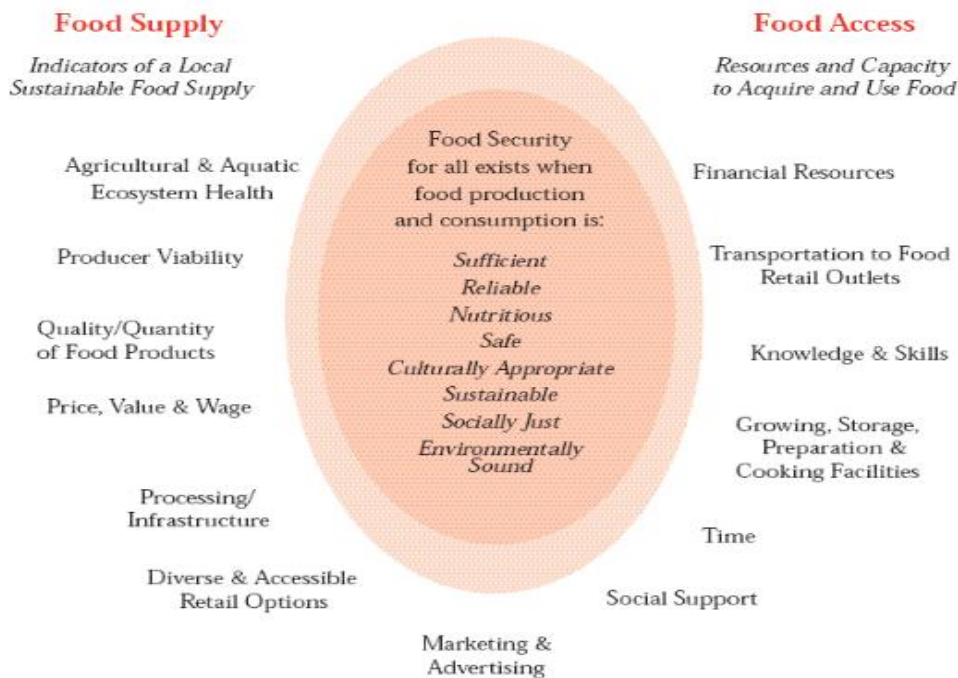 Food Supply
Indicators of a Local
Sustainable Food Supply
Agricultural & Aquatic
Ecosystem Health
Producer Viability
Quality/Quantity
of Food Products
Price, Value & Wage
Processing/
Infrastructure
Diverse & Accessible
Retail Options
Marketing &
Advertising
Food Security
for all exists when
food production
and consumption is:
Sufficient
Reliable
Nutritious
Safe
Culturally Appropriate
Sustainable
Socially Just
Environmentally
Sound
Food Access
Resources and Capacity
to Acquire and Use Food
Financial Resources
Transportation to Food
Retail Outlets
Knowledge & Skills
Growing, Storage,
Preparation &
Cooking Facilities
Time
Social Support